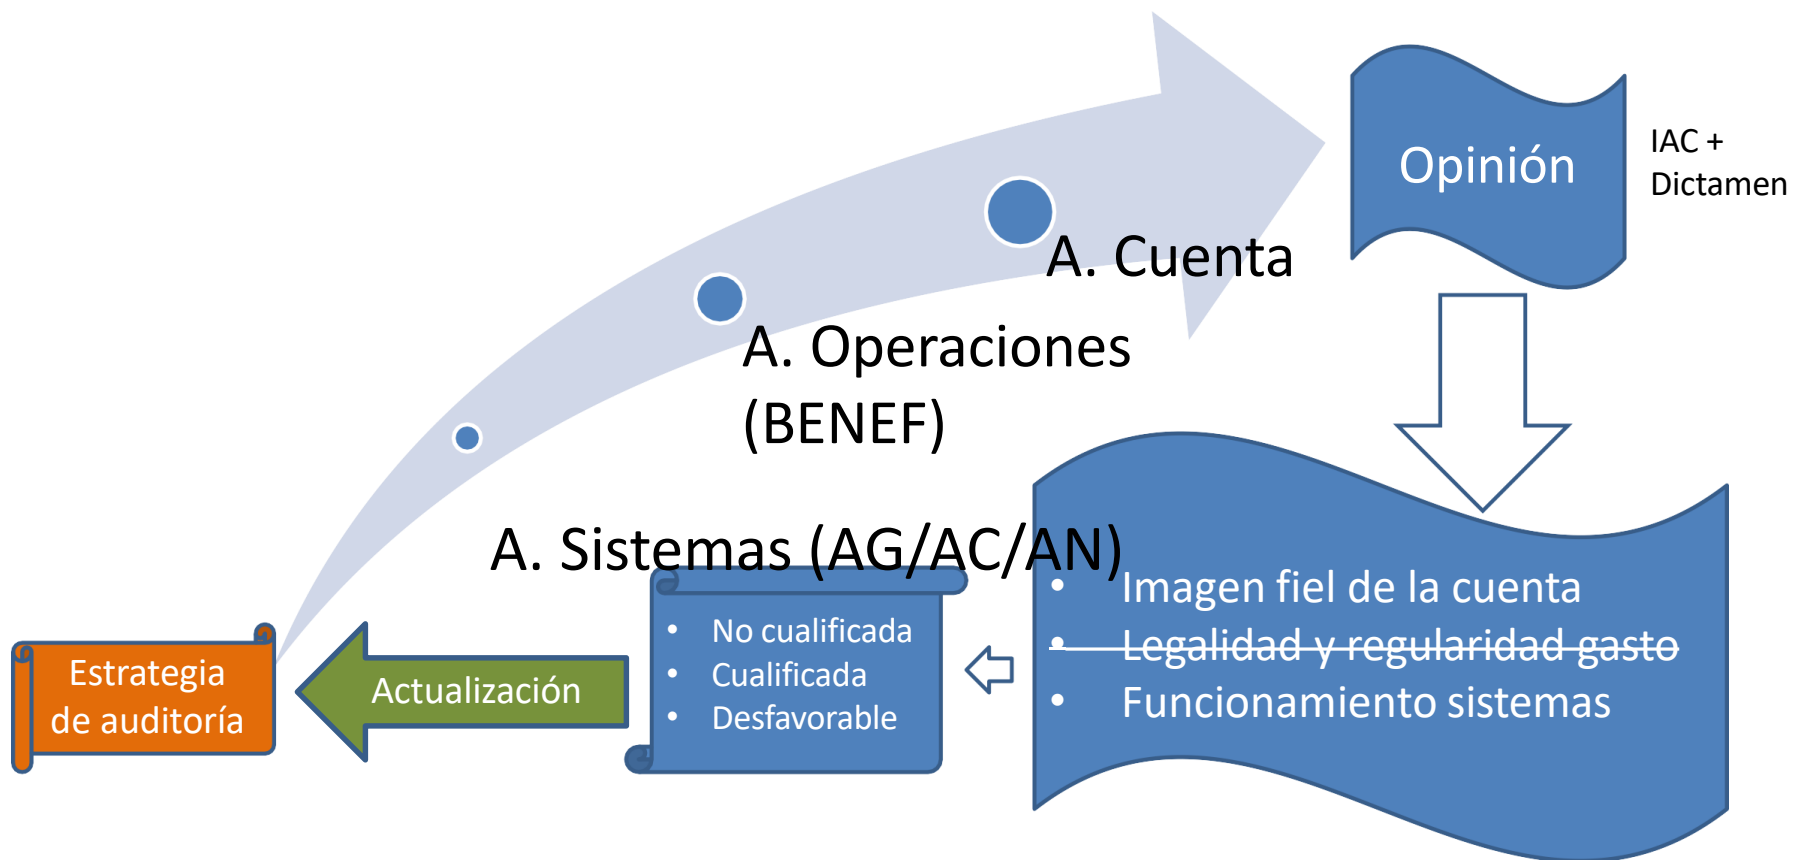 Opinión
IAC +
Dictamen
A. Cuenta
A. Operaciones
(BENEF)
A. Sistemas (AG/AC/AN)
• Imagen fiel de la cuenta
• Legalidad y regularidad gasto
• Funcionamiento sistemas
• No cualificada
• Cualificada
• Desfavorable
Actualización
Estrategia
de auditoría